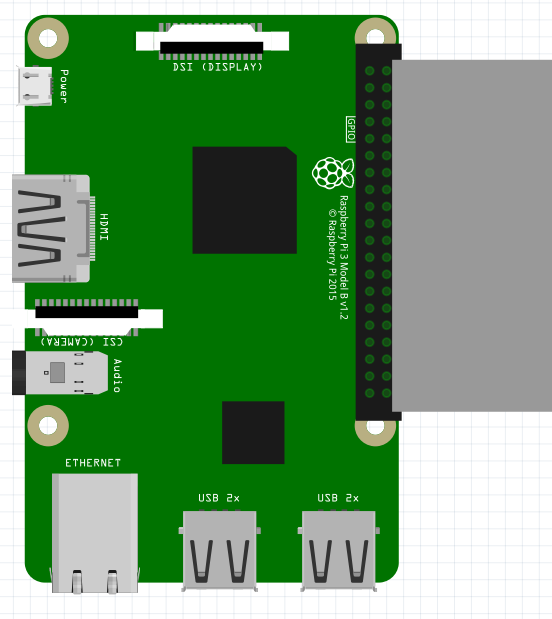 DSI (DISPLAY)
Power
GPIO
HDMI
Raspberry Pi 3 Model B v1.2
© Raspberry Pi 2015
CSI (CAMERA)
Audio
ETHERNET
USB 2x
USB 2x